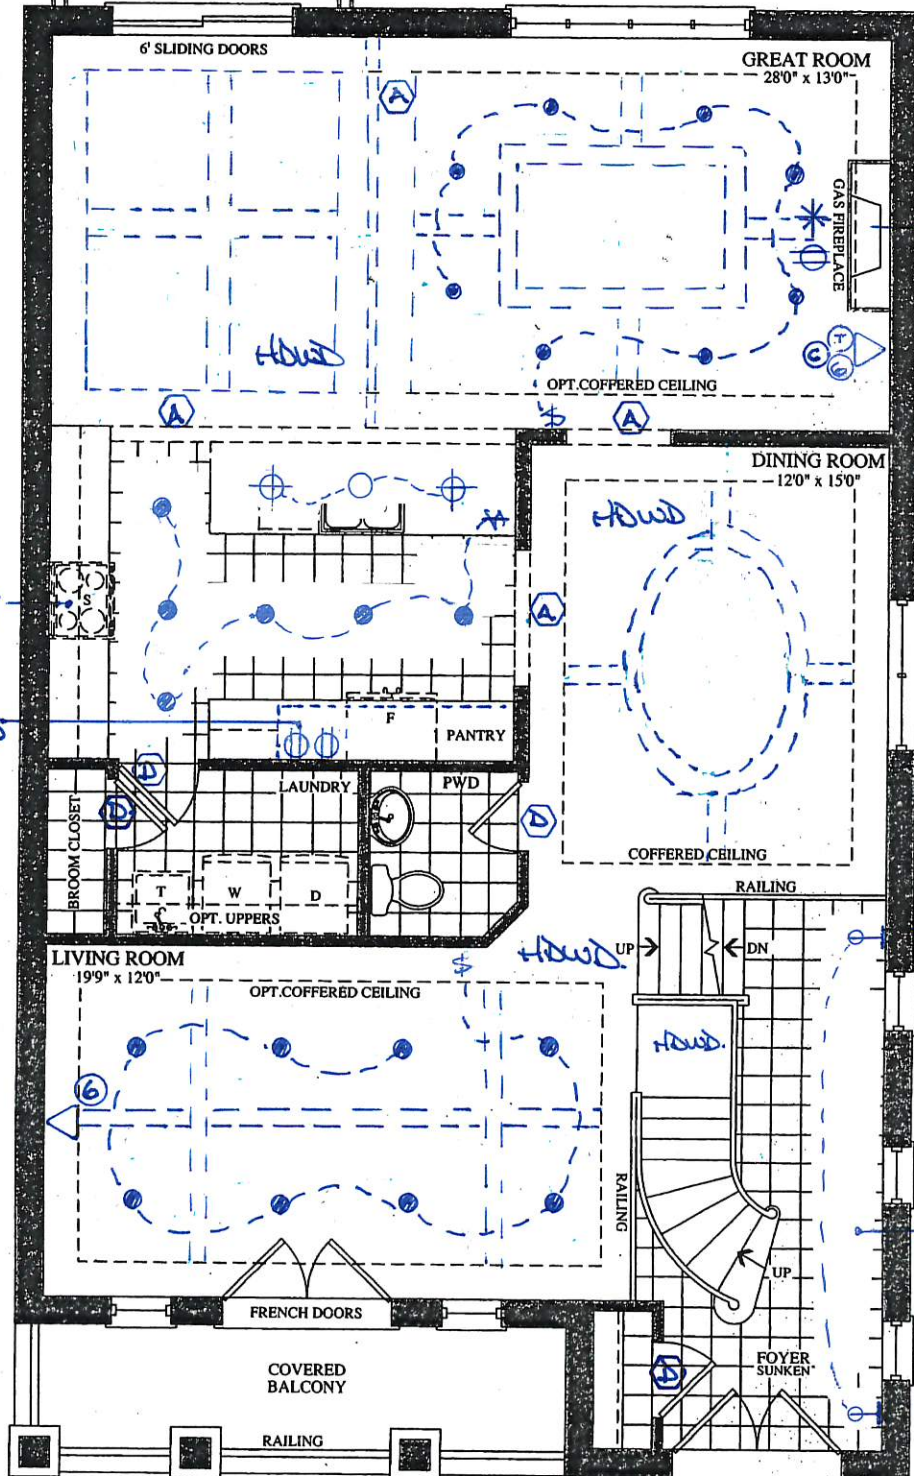 6' SLIDING DOORS
GREAT ROOM
28'0" x 13'0"
A
GAS FIREPLACE
HDWD
C
6
OPT.COFFERED CEILING
A
$
A
DINING ROOM
12'0" x 15'0"
HDWD
S
A
F
PANTRY
D
LAUNDRY
PWD
D
D
BROOM CLOSET
T
W
D
OPT. UPPERS
COFFERED CEILING
RAILING
UP
DN
HDWD.
LIVING ROOM
19'9" x 12'0"
$
OPT.COFFERED CEILING
HDWD.
6
RAILING
UP
FRENCH DOORS
COVERED
BALCONY
D
FOYER
SUNKEN
RAILING